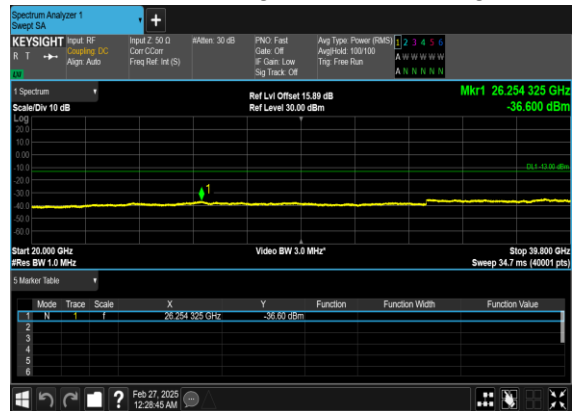 Spectrum Analyzer 1
Swept SA
KEYSIGHT Input: RF Input Z: 50 Ω #Atten: 30 dB PNO: Fast Avg Type: Power (RMS) 1 2 3 4 5 6
R T Coupling: DC Corr CCorr Gate: Off Avg|Hold: 100/100 A W W W W W
Align: Auto Freq Ref: Int (S) IF Gain: Low Trig: Free Run
LW Sig Track: Off A N N N N N
1 Spectrum Ref Lvl Offset 15.89 dB Mkr1 26.254 325 GHz
Scale/Div 10 dB Ref Level 30.00 dBm -36.600 dBm
Log
20.0
10.0
0.00
-10.0 DL1 -13.00 dBm
-20.0
-30.0 1
-40.0
-50.0
-60.0
Start 20.000 GHz Video BW 3.0 MHz* Stop 39.800 GHz
#Res BW 1.0 MHz Sweep 34.7 ms (40001 pts)
5 Marker Table
Mode Trace Scale X Y Function Function Width Function Value
1 N 1 f 26.254 325 GHz -36.60 dBm
2
3
4
5
6
? Feb 27, 2025
12:28:45 AM